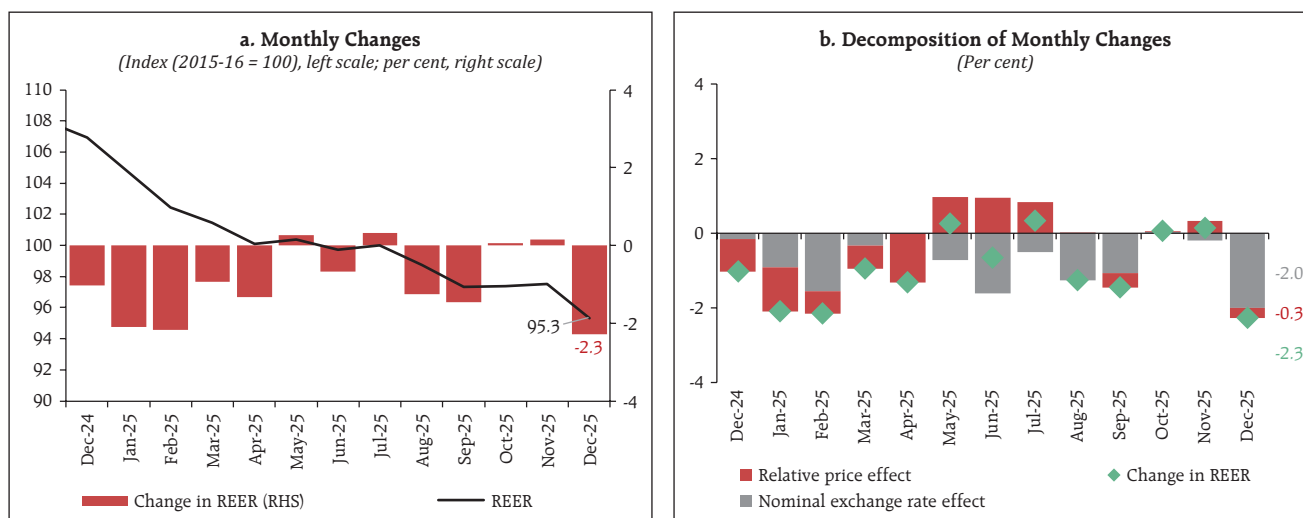 a. Monthly Changes
(Index (2015-16 = 100), left scale; per cent, right scale)
110
108
106
104
102
100
98
96
94
92
90
4
2
0
-2
-4
95.3
-2.3
Dec-24
Jan-25
Feb-25
Mar-25
Apr-25
May-25
Jun-25
Jul-25
Aug-25
Sep-25
Oct-25
Nov-25
Dec-25
Change in REER (RHS)
REER
b. Decomposition of Monthly Changes
(Per cent)
4
2
0
-2
-4
-2.0
-0.3
-2.3
Dec-24
Jan-25
Feb-25
Mar-25
Apr-25
May-25
Jun-25
Jul-25
Aug-25
Sep-25
Oct-25
Nov-25
Dec-25
Relative price effect
Change in REER
Nominal exchange rate effect